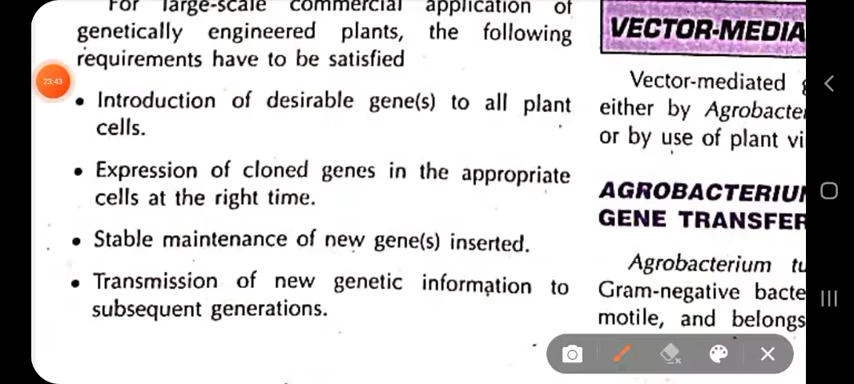 For large-scale commercial application of
genetically engineered plants, the following
requirements have to be satisfied
• Introduction of desirable gene(s) to all plant
cells.
• Expression of cloned genes in the appropriate
cells at the right time.
• Stable maintenance of new gene(s) inserted.
• Transmission of new genetic information to
subsequent generations.
VECTOR-MEDIA
Vector-mediated
either by Agrobacter
or by use of plant vi
AGROBACTERIU
GENE TRANSFER
Agrobacterium tu
Gram-negative bacte
motile, and belongs
23:43